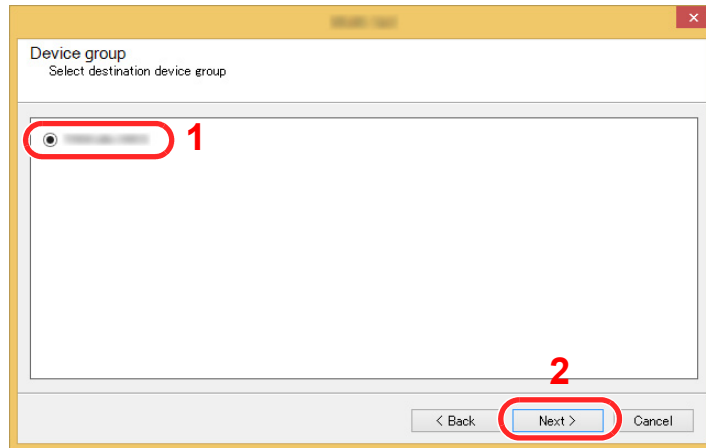 Device group
Select destination device group
1
2
< Back
Next >
Cancel